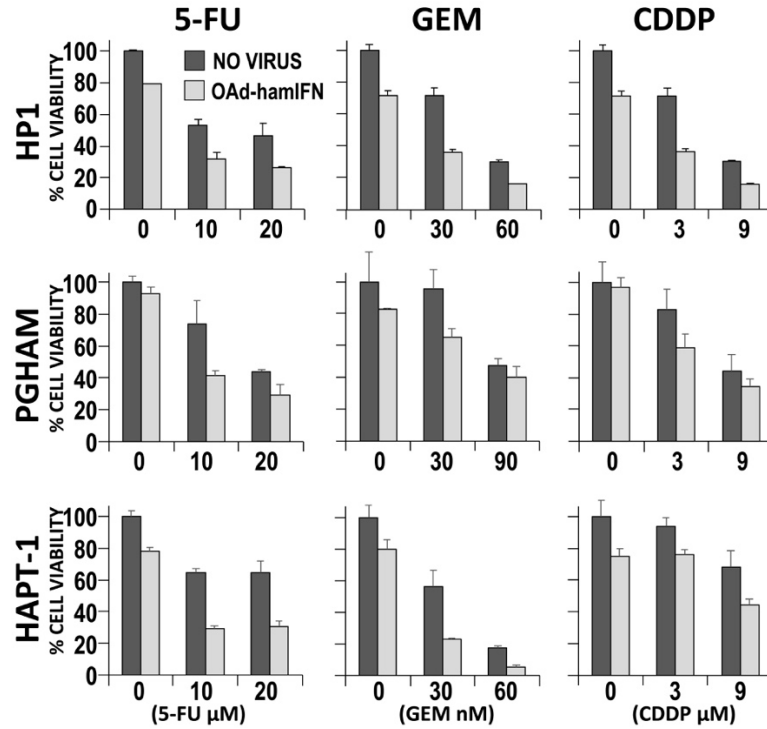 5-FU GEM CDDP
HP1
% CELL VIABILITY
100
80
60
40
20
0
NO VIRUS
OAd-hamIFN
0 10 20 0 30 60 0 3 9
PGHAM
% CELL VIABILITY
100
80
60
40
20
0
0 10 20 0 30 90 0 3 9
HAPT-1
% CELL VIABILITY
100
80
60
40
20
0
0 10 20 0 30 60 0 3 9
(5-FU µM) (GEM nM) (CDDP µM)